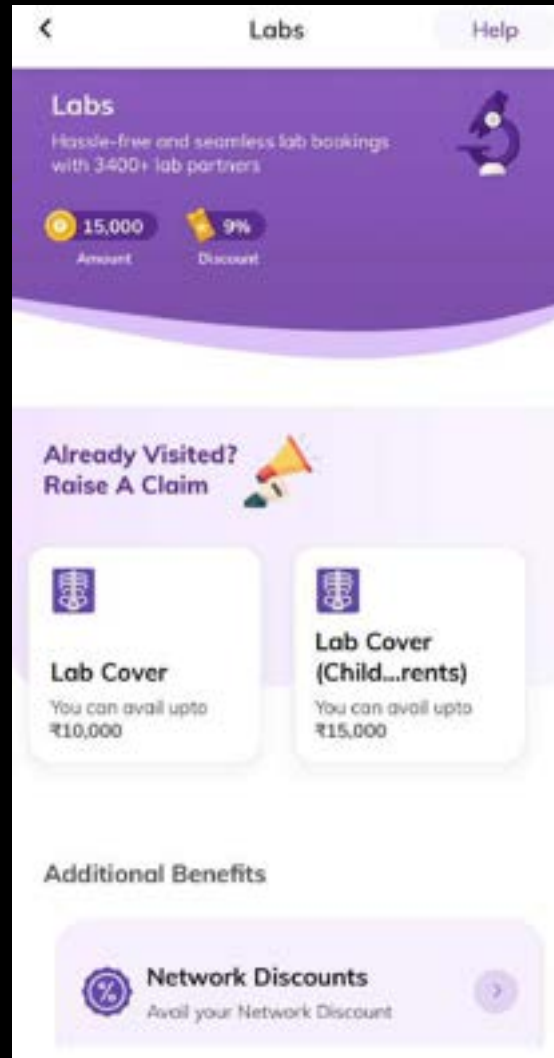 Labs
Help
Labs
Hassle-free and seamless lab bookings
with 3400+ lab partners
15,000
9%
Amount
Discount
Already Visited?
Raise A Claim
Lab Cover
You can avail upto
₹10,000
Lab Cover
(Child...rents)
You can avail upto
₹15,000
Additional Benefits
Network Discounts
Avail your Network Discount